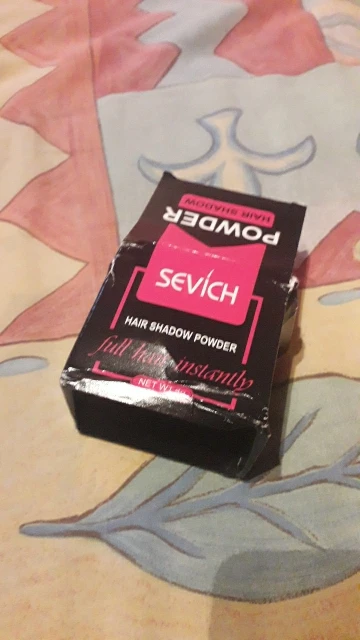 HAIR SHADOW
POWDER
SEVICH
HAIR SHADOW POWDER
full hair instantly
NET WT